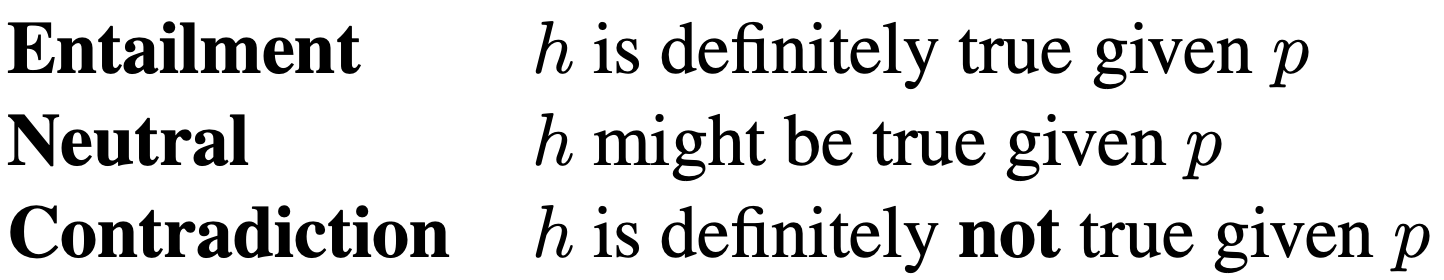 Entailment h is definitely true given p
Neutral h might be true given p
Contradiction h is definitely not true given p